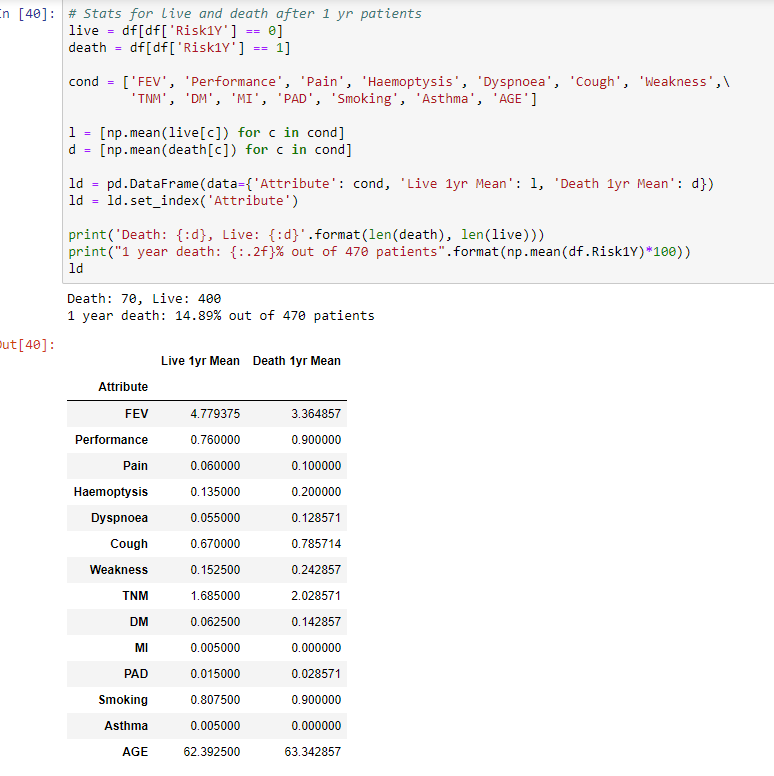 In [40]: # Stats for live and death after 1 yr patients
live = df[df['Risk1Y'] == 0]
death = df[df['Risk1Y'] == 1]
cond = ['FEV', 'Performance', 'Pain', 'Haemoptysis', 'Dyspnoea', 'Cough', 'Weakness',\
'TNM', 'DM', 'MI', 'PAD', 'Smoking', 'Asthma', 'AGE']
l = [np.mean(live[c]) for c in cond]
d = [np.mean(death[c]) for c in cond]
ld = pd.DataFrame(data={'Attribute': cond, 'Live 1yr Mean': l, 'Death 1yr Mean': d})
ld = ld.set_index('Attribute')
print('Death: {:d}, Live: {:d}'.format(len(death), len(live)))
print("1 year death: {:.2f}% out of 470 patients".format(np.mean(df.Risk1Y)*100))
ld
Death: 70, Live: 400
1 year death: 14.89% out of 470 patients
Out[40]:
Live 1yr Mean Death 1yr Mean
Attribute
FEV 4.779375 3.364857
Performance 0.760000 0.900000
Pain 0.060000 0.100000
Haemoptysis 0.135000 0.200000
Dyspnoea 0.055000 0.128571
Cough 0.670000 0.785714
Weakness 0.152500 0.242857
TNM 1.685000 2.028571
DM 0.062500 0.142857
MI 0.005000 0.000000
PAD 0.015000 0.028571
Smoking 0.807500 0.900000
Asthma 0.005000 0.000000
AGE 62.392500 63.342857